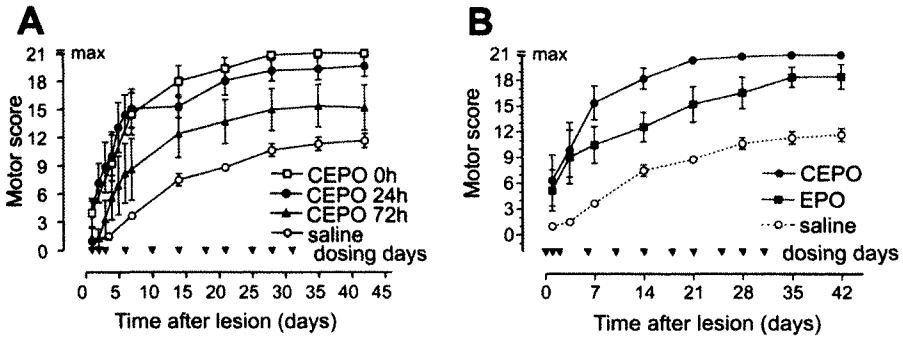 A
21
max
18
15
12
9
6
3
0
Motor score
CEPO 0h
CEPO 24h
CEPO 72h
saline
dosing days
0 5 10 15 20 25 30 35 40 45
Time after lesion (days)
B
21
max
18
15
12
9
6
3
0
Motor score
CEPO
EPO
saline
dosing days
0 7 14 21 28 35 42
Time after lesion (days)